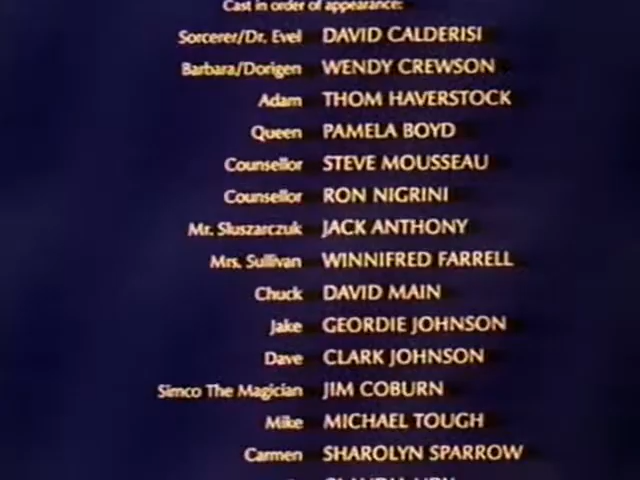 Cast in order of appearance:
Sorcerer/Dr. Evel DAVID CALDERISI
Barbara/Dorigen WENDY CREWSON
Adam THOM HAVERSTOCK
Queen PAMELA BOYD
Counsellor STEVE MOUSSEAU
Counsellor RON NIGRINI
Mr. Sluszarczuk JACK ANTHONY
Mrs. Sullivan WINNIFRED FARRELL
Chuck DAVID MAIN
Jake GEORDIE JOHNSON
Dave CLARK JOHNSON
Simco The Magician JIM COBURN
Mike MICHAEL TOUGH
Carmen SHAROLYN SPARROW